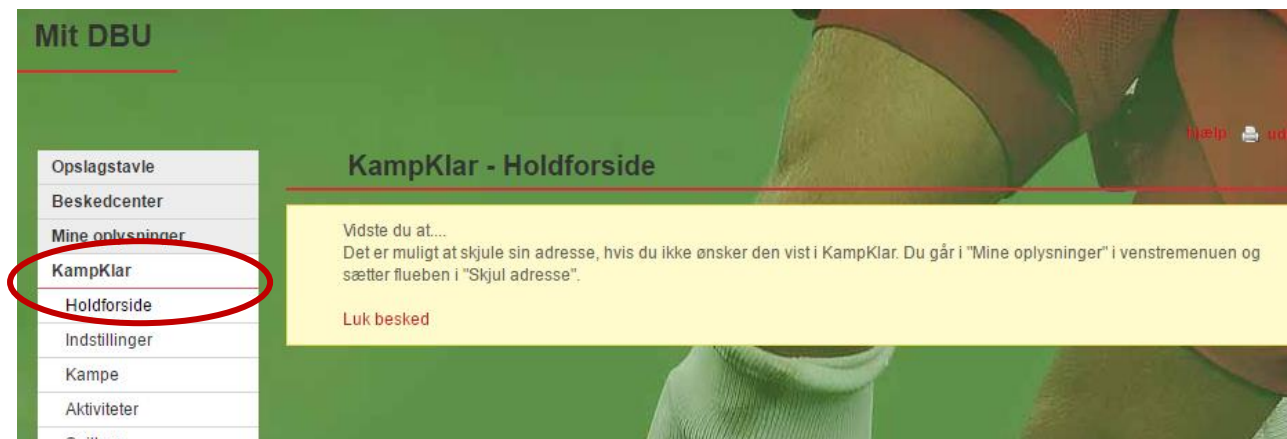 Mit DBU
hjælp
Opslagstavle
Beskedcenter
Mine oplysninger
KampKlar
Holdforside
Indstillinger
Kampe
Aktiviteter
KampKlar - Holdforside
Vidste du at....
Det er muligt at skjule sin adresse, hvis du ikke ønsker den vist i KampKlar. Du går i "Mine oplysninger" i venstremenuen og
sætter flueben i "Skjul adresse".
Luk besked